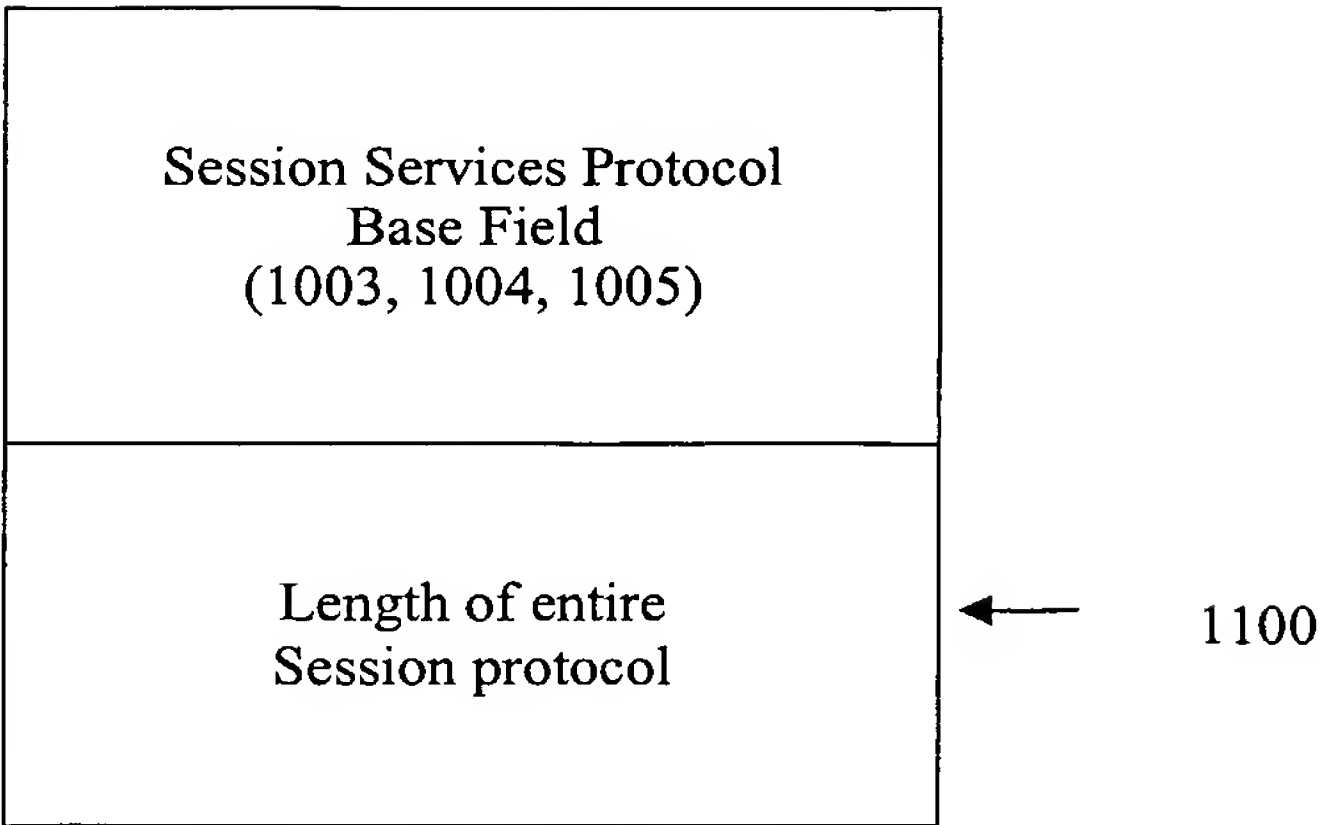 Session Services Protocol
Base Field
(1003, 1004, 1005)
Length of entire
Session protocol
1100